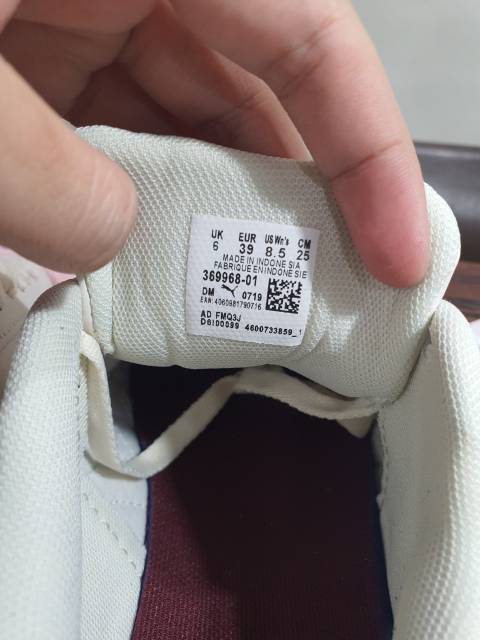 UK EUR US Wn's CM
6 39 8.5 25
MADE IN INDONESIA
FABRIQUE EN INDONESIE
369968-01
DM 0719
EAN: 4060981790716
AD FMQ3J
D6I00099 4600733859_1